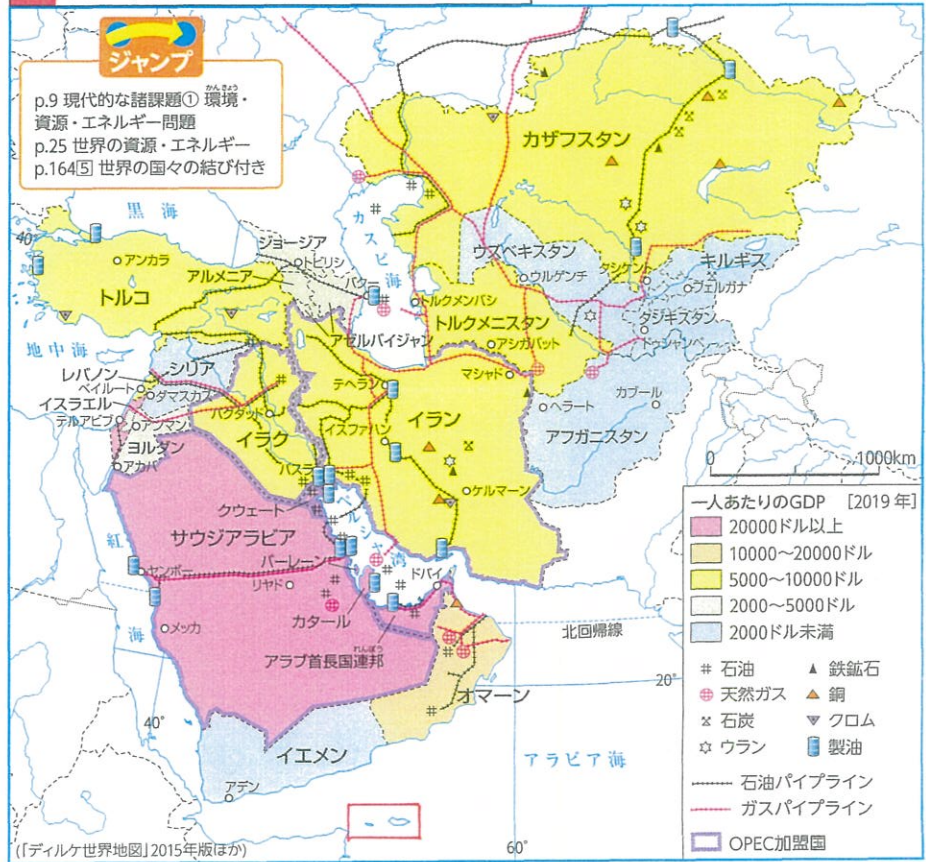 ジャンプ
p.9 現代的な諸課題① 環境・
かんきょう
資源・エネルギー問題
p.25 世界の資源・エネルギー
p.164⑤ 世界の国々の結び付き
黒海
カスピ海
地中海
紅海
ペルシャ湾
アラビア海
カザフスタン
ウズベキスタン
キルギス
タジキスタン
トルクメニスタン
アフガニスタン
ジョージア
アルメニア
アゼルバイジャン
トルコ
シリア
レバノン
イスラエル
ヨルダン
イラク
イラン
クウェート
サウジアラビア
バーレーン
カタール
アラブ首長国連邦
れんぽう
オマーン
イエメン
アンカラ
トビリシ
バクー
トルクメンバシ
アシガバット
ウルゲンチ
タシケント
フェルガナ
ドゥシャンベ
マシャド
ヘラート
カブール
テヘラン
イスファハン
ケルマーン
バグダッド
バスラ
ベイルート
ダマスカス
テルアビブ
アンマン
アカバ
ヤンボー
リヤド
メッカ
ドバイ
アデン
北回帰線
40°
20°
40°
60°
0 1000km
一人あたりのGDP [2019年]
20000ドル以上
10000〜20000ドル
5000〜10000ドル
2000〜5000ドル
2000ドル未満
石油
鉄鉱石
天然ガス
銅
石炭
クロム
ウラン
製油
石油パイプライン
ガスパイプライン
OPEC加盟国
(『ディルケ世界地図』2015年版ほか)